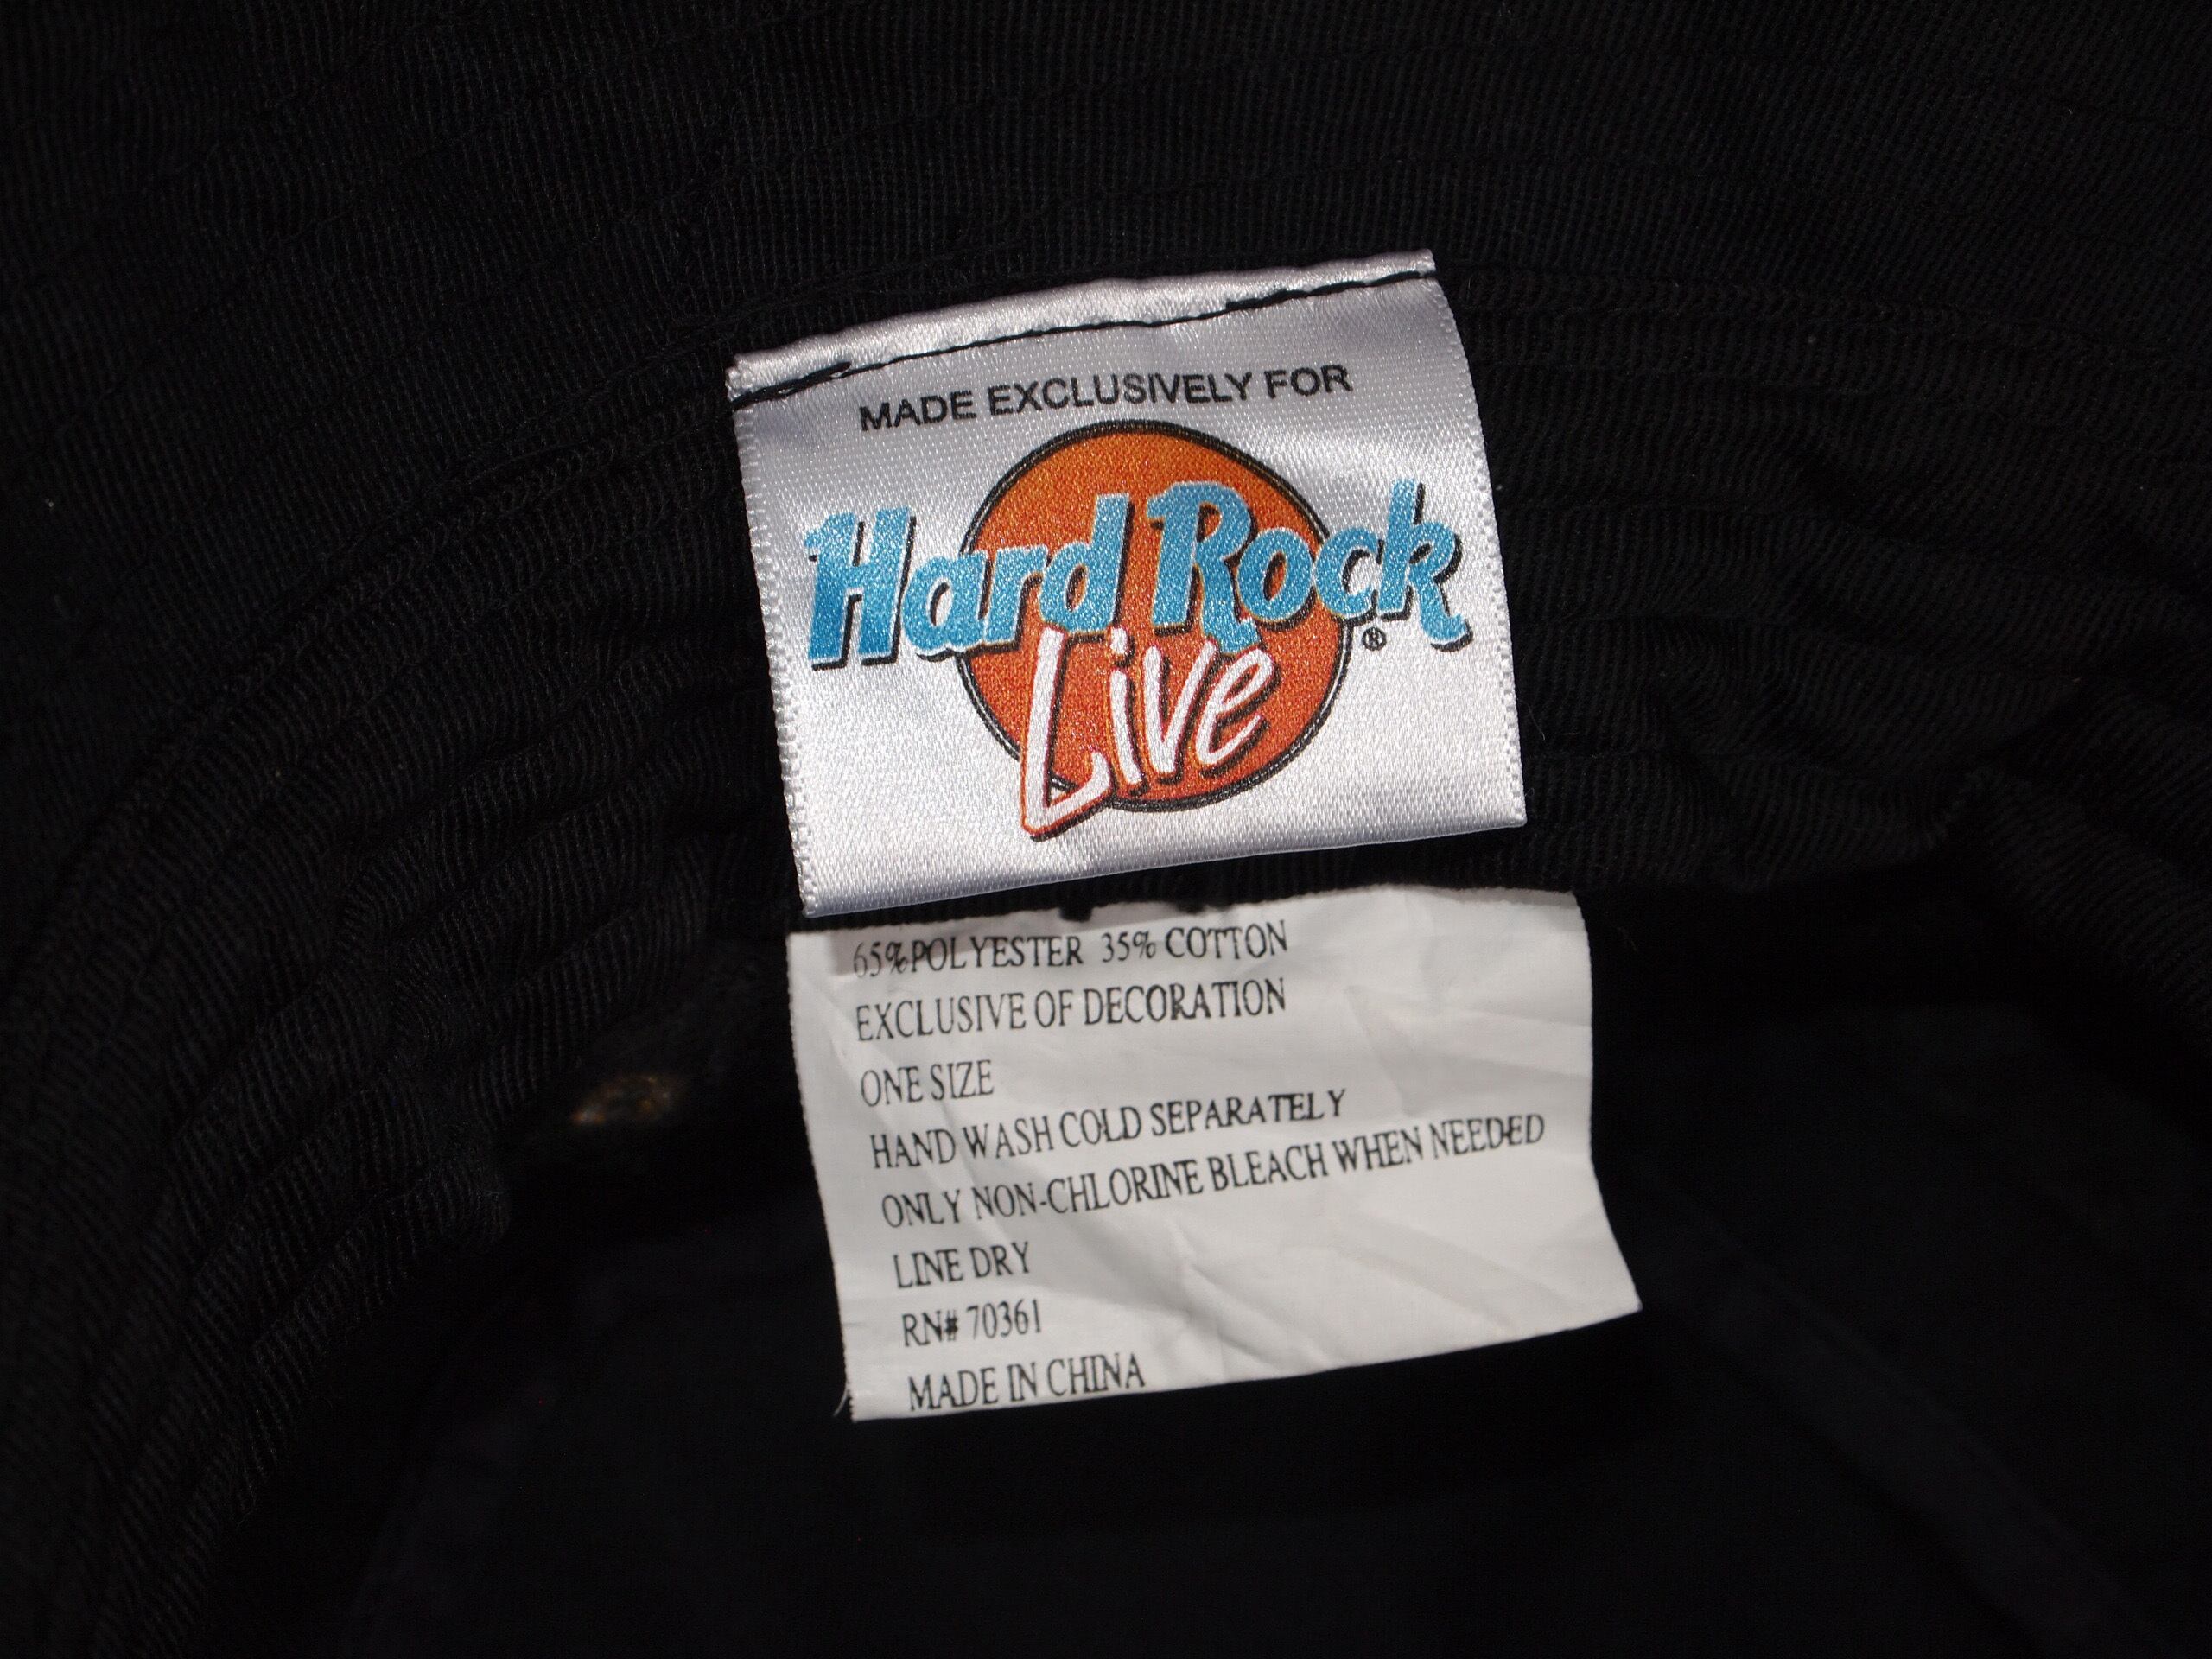 MADE EXCLUSIVELY FOR
Hard Rock
®
Live
65%POLYESTER 35% COTTON
EXCLUSIVE OF DECORATION
ONE SIZE
HAND WASH COLD SEPARATELY
ONLY NON-CHLORINE BLEACH WHEN NEEDED
LINE DRY
RN# 70361
MADE IN CHINA